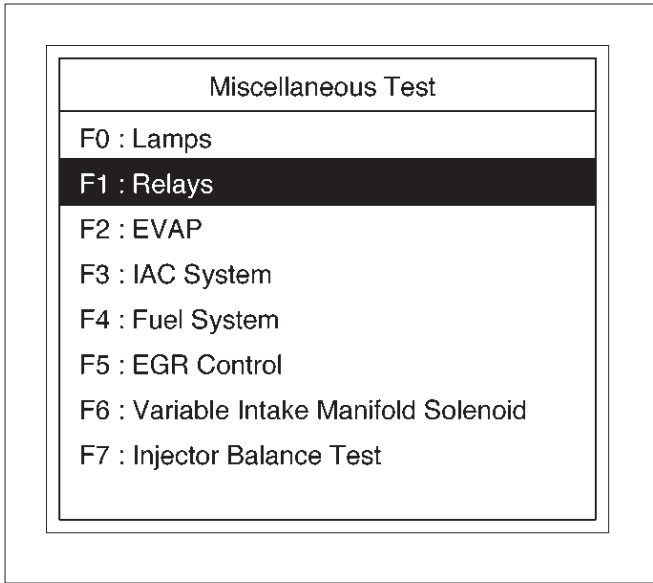 Miscellaneous Test
F0 : Lamps
F1 : Relays
F2 : EVAP
F3 : IAC System
F4 : Fuel System
F5 : EGR Control
F6 : Variable Intake Manifold Solenoid
F7 : Injector Balance Test